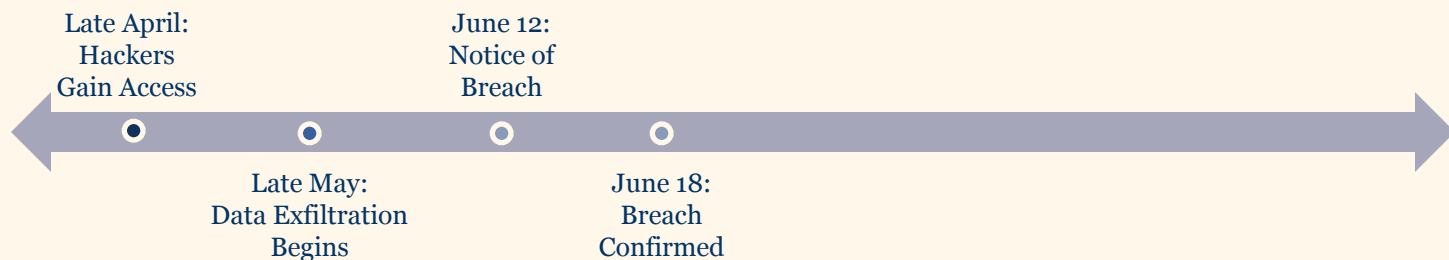 Late April:
Hackers
Gain Access
Late May:
Data Exfiltration
Begins
June 12:
Notice of
Breach
June 18:
Breach
Confirmed